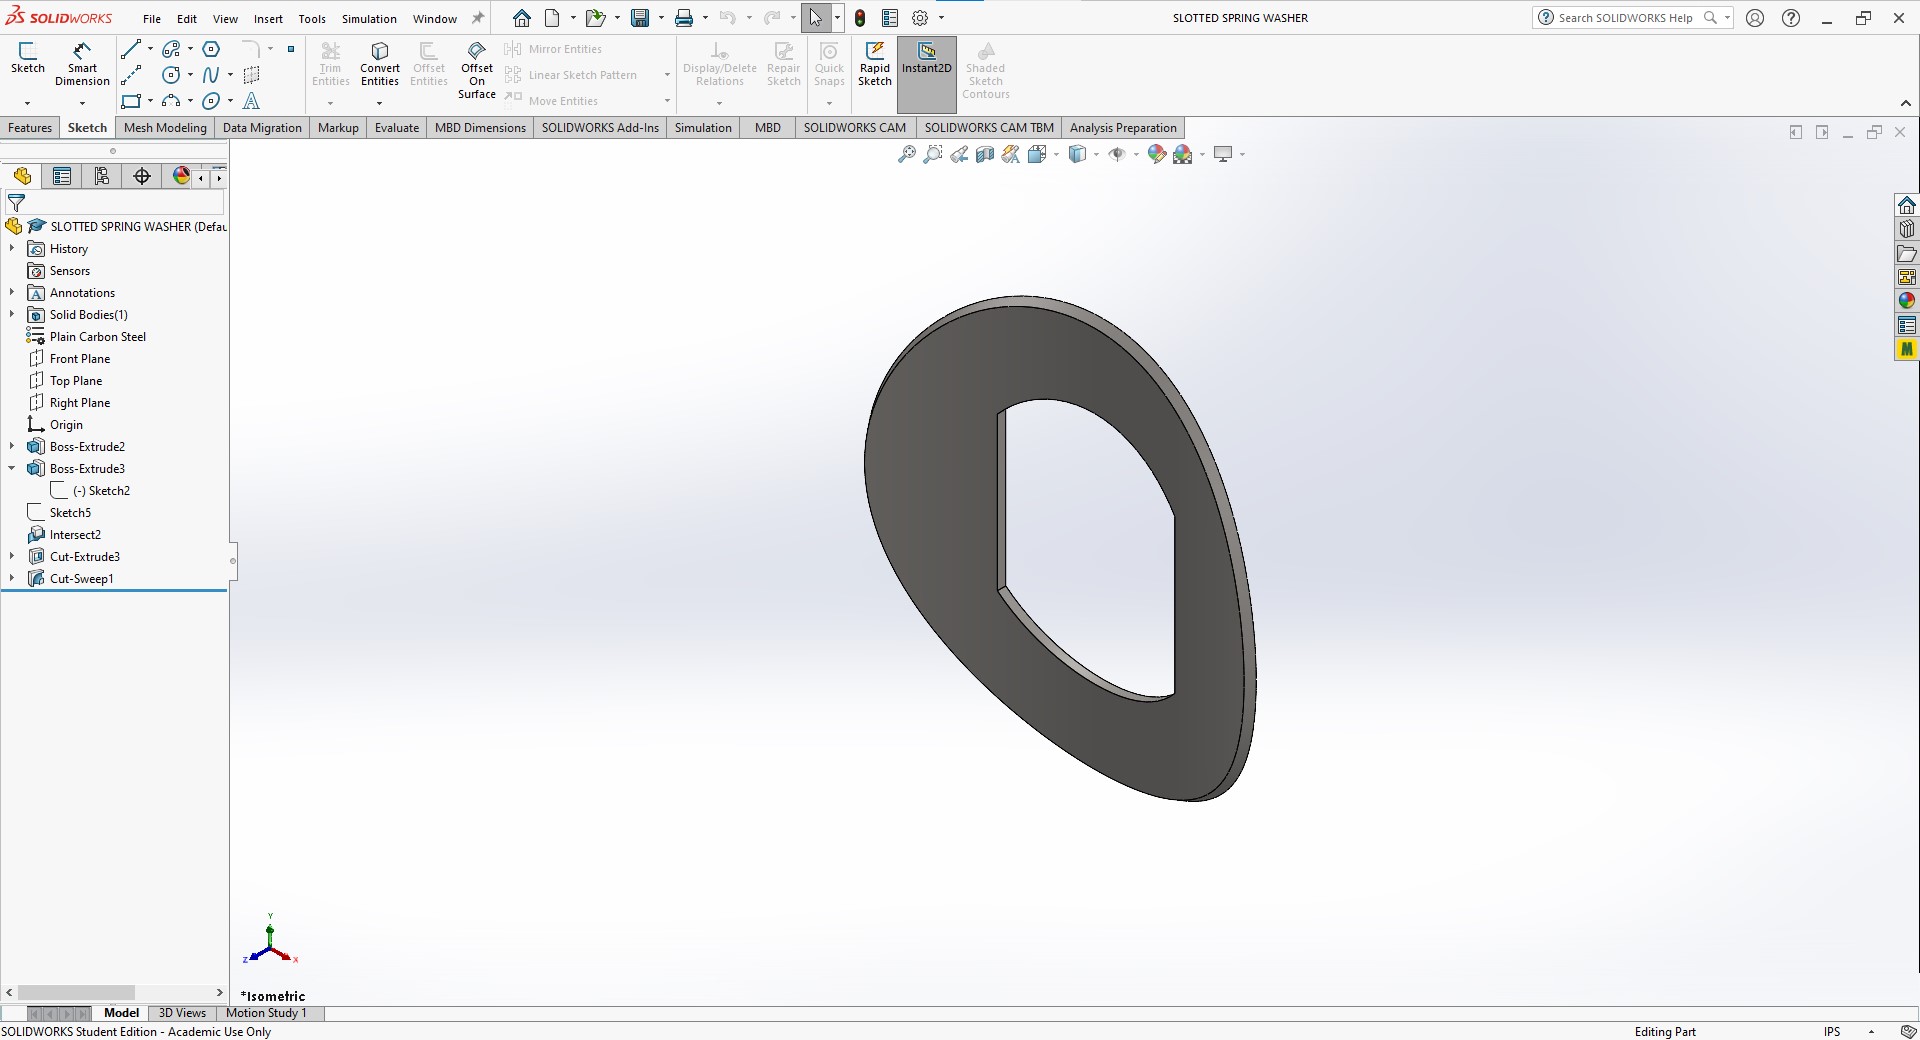 SOLIDWORKS File Edit View Insert Tools Simulation Window SLOTTED SPRING WASHER Search SOLIDWORKS Help
Sketch Smart Dimension Trim Entities Convert Entities Offset Entities Offset On Surface Mirror Entities Linear Sketch Pattern Move Entities Display/Delete Relations Repair Sketch Quick Snaps Rapid Sketch Instant2D Shaded Sketch Contours
Features Sketch Mesh Modeling Data Migration Markup Evaluate MBD Dimensions SOLIDWORKS Add-Ins Simulation MBD SOLIDWORKS CAM SOLIDWORKS CAM TBM Analysis Preparation
SLOTTED SPRING WASHER (Defau
History
Sensors
Annotations
Solid Bodies(1)
Plain Carbon Steel
Front Plane
Top Plane
Right Plane
Origin
Boss-Extrude2
Boss-Extrude3
(-) Sketch2
Sketch5
Intersect2
Cut-Extrude3
Cut-Sweep1
M
Y
Z X
*Isometric
Model 3D Views Motion Study 1
SOLIDWORKS Student Edition - Academic Use Only Editing Part IPS